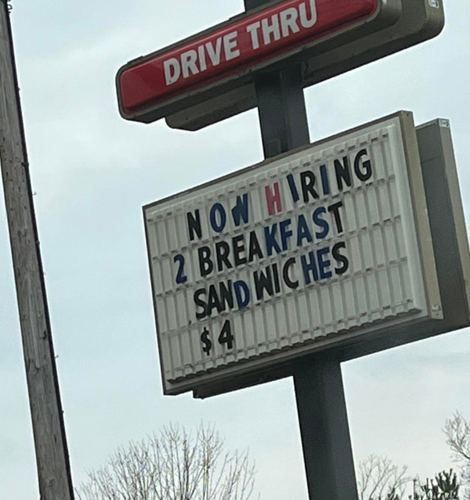 DRIVE THRU
NOW HIRING
2 BREAKFAST
SANDWICHES
$4